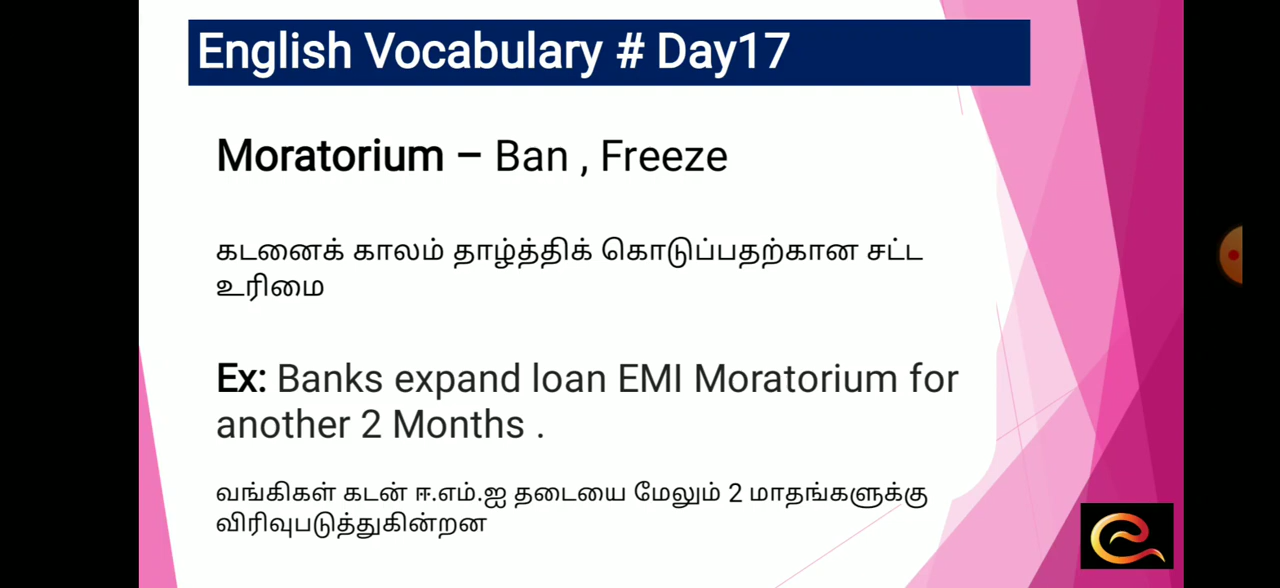 English Vocabulary # Day17
Moratorium – Ban , Freeze
கடனைக் காலம் தாழ்த்திக் கொடுப்பதற்கான சட்ட
உரிமை
Ex: Banks expand loan EMI Moratorium for
another 2 Months .
வங்கிகள் கடன் ஈ.எம்.ஐ தடையை மேலும் 2 மாதங்களுக்கு
விரிவுபடுத்துகின்றன